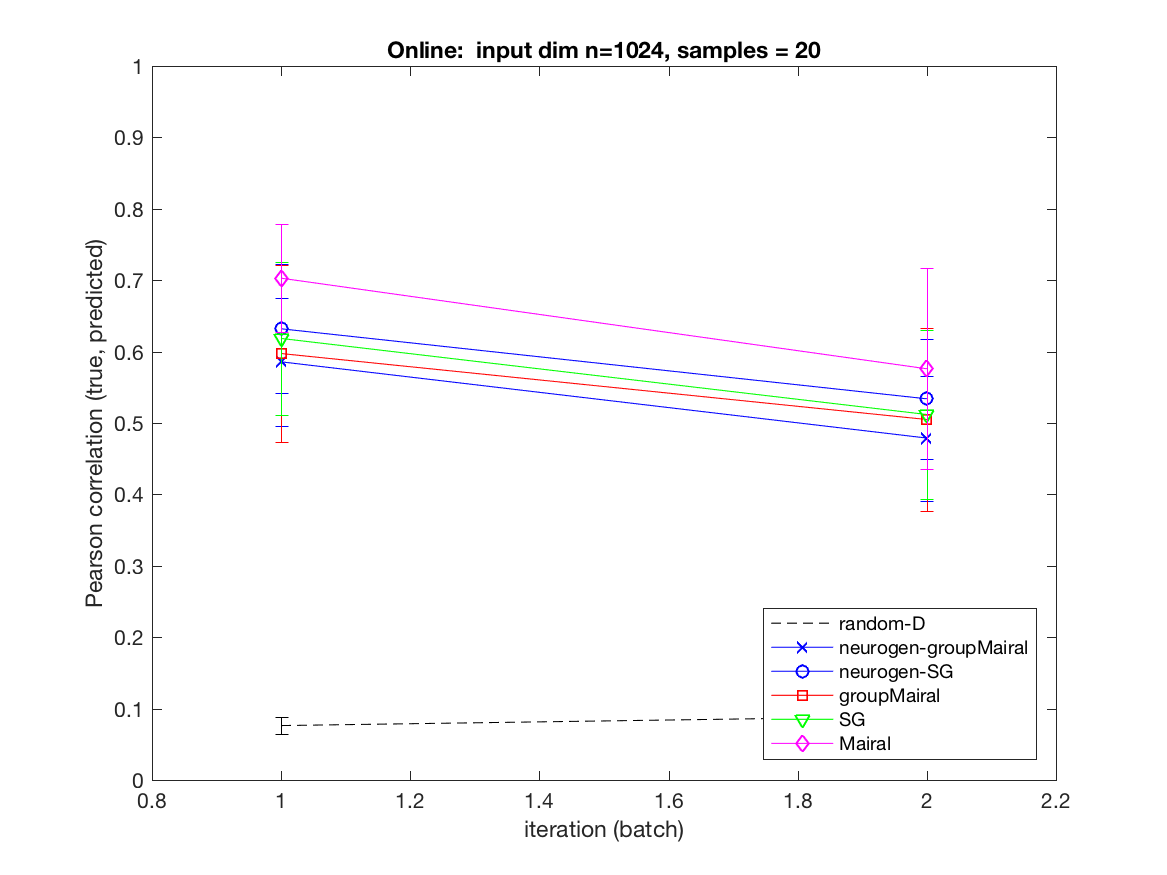 Online:  input dim n=1024, samples = 20
1
0.9
0.8
0.7
0.6
0.5
0.4
0.3
0.2
0.1
0
Pearson correlation (true, predicted)
random-D
neurogen-groupMairal
neurogen-SG
groupMairal
SG
Mairal
0.8 1 1.2 1.4 1.6 1.8 2 2.2
iteration (batch)